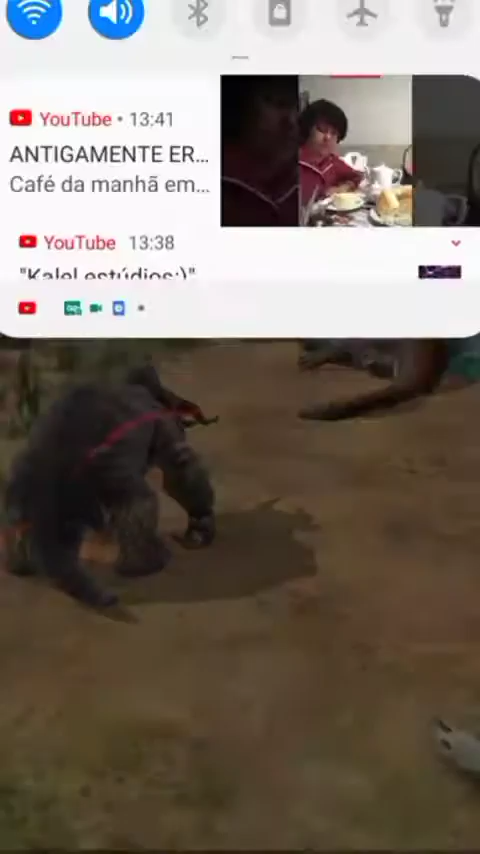 YouTube • 13:41
ANTIGAMENTE ER...
Café da manhã em...
YouTube 13:38
"Kalel estúdios:)"